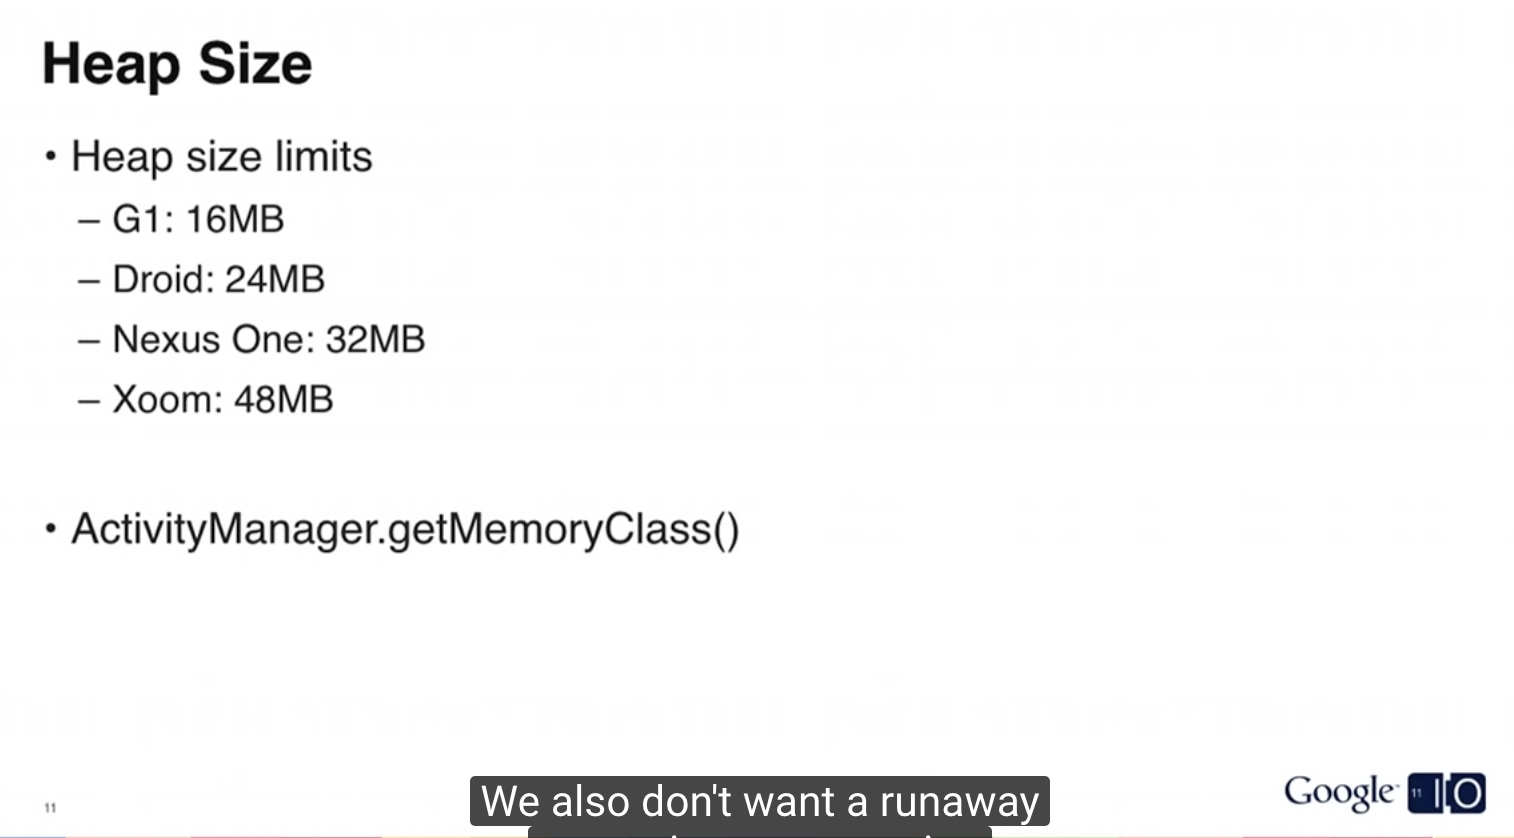 Heap Size
• Heap size limits
– G1: 16MB
– Droid: 24MB
– Nexus One: 32MB
– Xoom: 48MB
• ActivityManager.getMemoryClass()
We also don't want a runaway
11
Google 11 IO